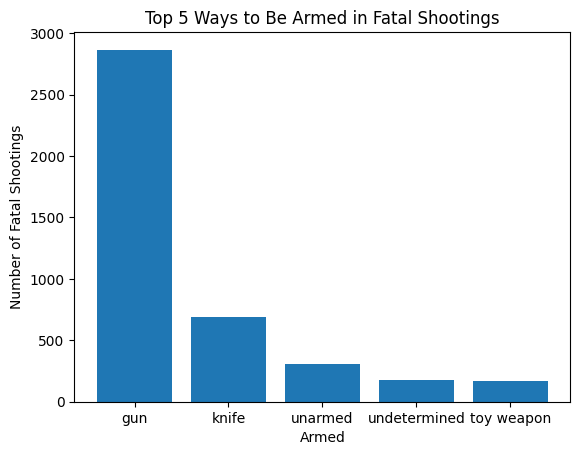 Top 5 Ways to Be Armed in Fatal Shootings
Number of Fatal Shootings
3000
2500
2000
1500
1000
500
0
gun knife unarmed undetermined toy weapon
Armed